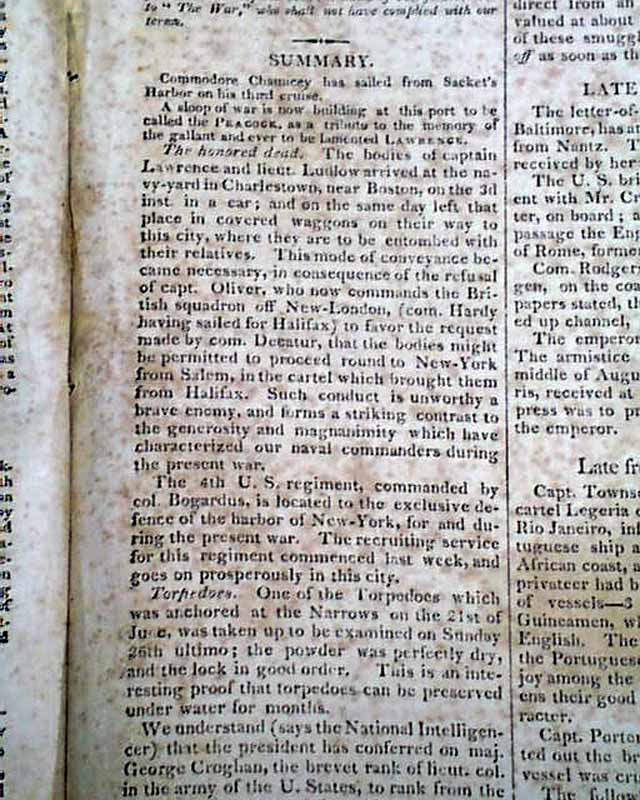 to "The War," who shall not have complied with our
terms.
SUMMARY.
Commodore Chauncey has sailed from Sacket's
Harbor on his third cruise.
A sloop of war is now building at this port to be
called the PEACOCK, as a tribute to the memory of
the gallant and ever to be lamented LAWRENCE.
The honored dead. The bodies of captain
Lawrence and lieut. Ludlow arrived at the na-
vy-yard in Charlestown, near Boston, on the 3d
inst. in a car; and on the same day left that
place in covered waggons on their way to
this city, where they are to be entombed with
their relatives. This mode of conveyance be-
came necessary, in consequence of the refusal
of capt. Oliver, who now commands the Bri-
tish squadron off New-London, (com. Hardy
having sailed for Halifax) to favor the request
made by com. Decatur, that the bodies might
be permitted to proceed round to New-York
from Salem, in the cartel which brought them
from Halifax. Such conduct is unworthy a
brave enemy, and forms a striking contrast to
the generosity and magnanimity which have
characterized our naval commanders during
the present war.
The 4th U. S. regiment, commanded by
col. Bogardus, is located to the exclusive de-
fence of the harbor of New-York, for and du-
ring the present war. The recruiting service
for this regiment commenced last week, and
goes on prosperously in this city.
Torpedoes. One of the Torpedoes which
was anchored at the Narrows on the 21st of
June, was taken up to be examined on Sunday
26th ultimo; the powder was perfectly dry,
and the lock in good order. This is an inte-
resting proof that torpedoes can be preserved
under water for months.
We understand (says the National Intelligen-
cer) that the president has conferred on maj.
George Croghan, the brevet rank of lieut. col.
in the army of the U. States, to rank from the
direct from an
valued at about
of these smuggl
off as soon as th
LATE
The letter-of-
Baltimore, has a
from Nantz. T
received by her
The U. S. bri
ent with Mr. Cr
ter, on board; a
passage the Eng
of Rome, former
Com. Rodger
gen, on the coa
papers stated, th
ed up channel,
The emperor
The armistice
middle of Augu
ris, received at
press was to p
the emperor.
Late fr
Capt. Towns
cartel Legeria
Rio Janeiro, in
tuguese ship a
African coast, a
privateer had b
of vessels—3
Guineamen, w
English. The
the Portuguese
joy among the
ens their good
racter.
Capt. Porter
ted out the br
vessel was cr
The follow